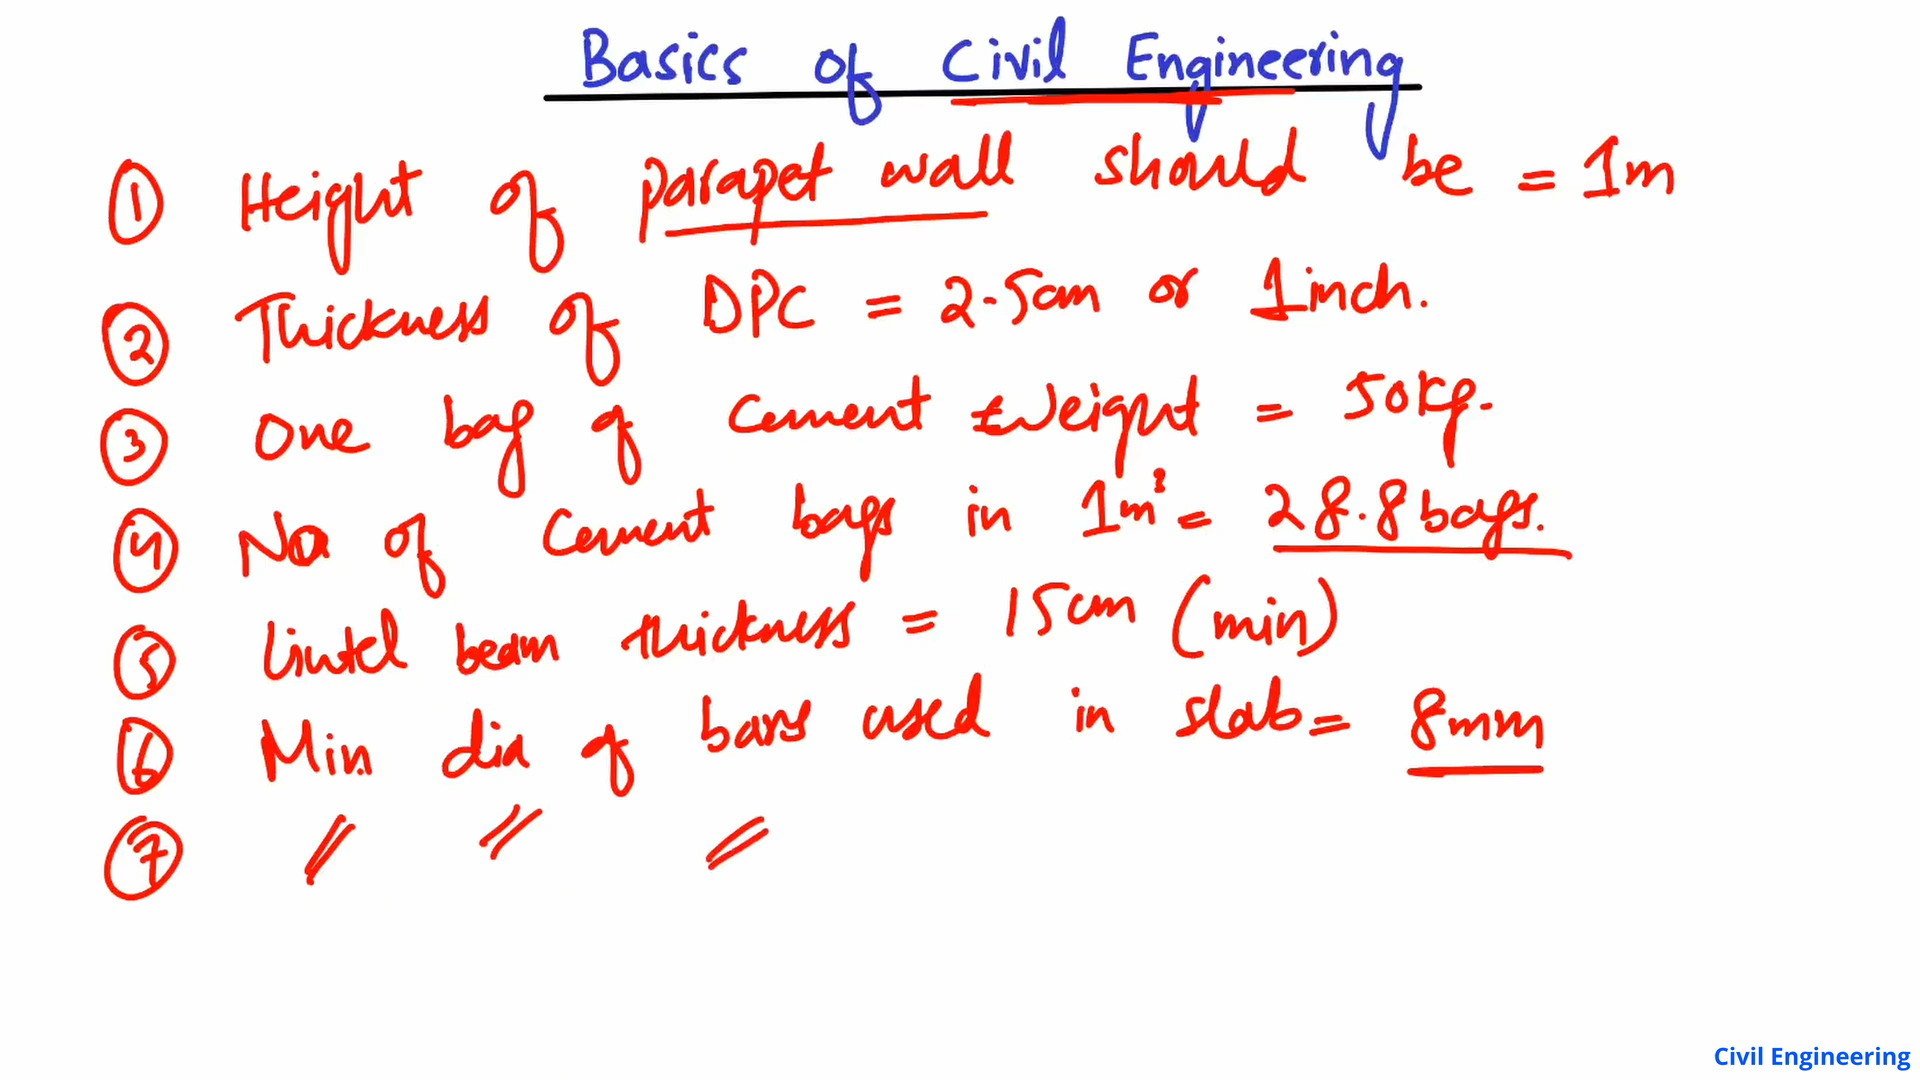 Basics of Civil Engineering
① Height of parapet wall should be = 1m
② Thickness of DPC = 2.5cm or 1inch.
③ One bag of cement weight = 50kg.
④ No of cement bags in 1m³ = 28.8bags.
⑤ Lintel beam thickness = 15cm (min)
⑥ Min dia of bars used in slab = 8mm
⑦ 〃 〃 〃
Civil Engineering